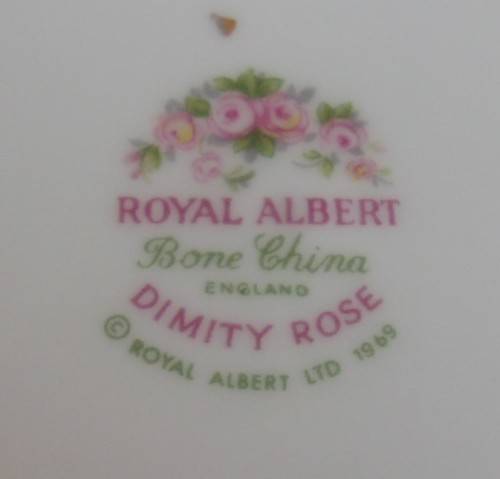 ROYAL ALBERT
Bone China
ENGLAND
DIMITY ROSE
© ROYAL ALBERT LTD 1969